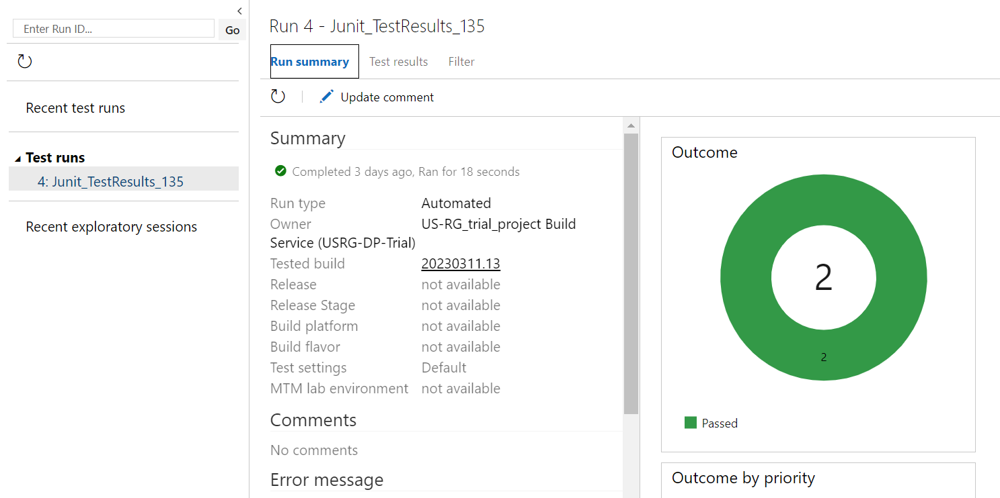 Enter Run ID...
Go
Recent test runs
Test runs
4: Junit_TestResults_135
Recent exploratory sessions
Run 4 - Junit_TestResults_135
Run summary
Test results
Filter
Update comment
Summary
Completed 3 days ago, Ran for 18 seconds
Run type Automated
Owner US-RG_trial_project Build
Service (USRG-DP-Trial)
Tested build 20230311.13
Release not available
Release Stage not available
Build platform not available
Build flavor not available
Test settings Default
MTM lab environment not available
Comments
No comments
Error message
Outcome
2
2
Passed
Outcome by priority